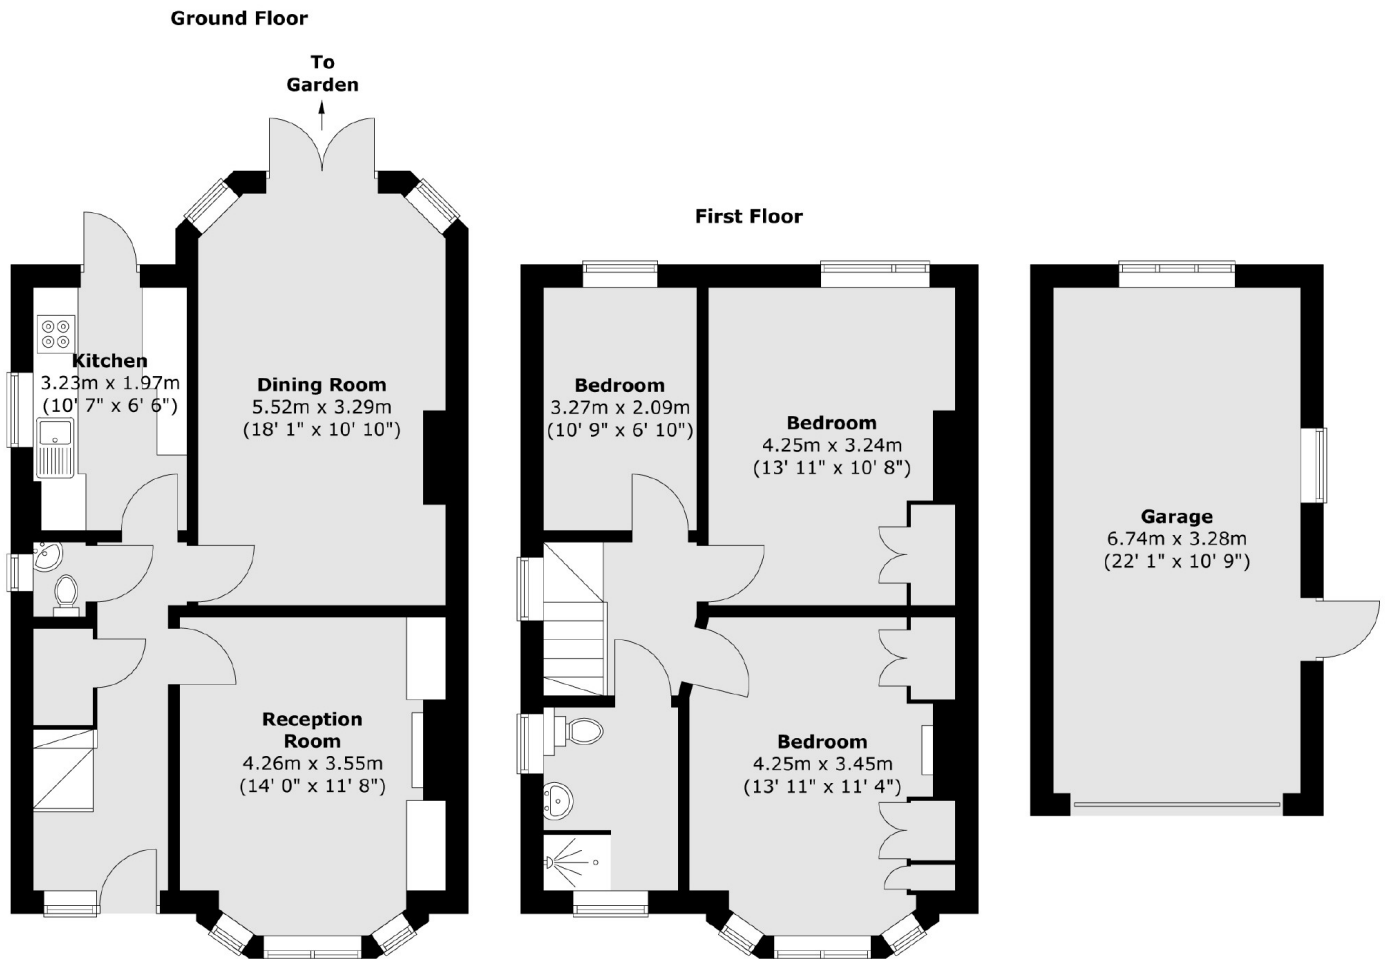 Ground Floor
To
Garden
Kitchen
3.23m x 1.97m
(10' 7" x 6' 6")
Dining Room
5.52m x 3.29m
(18' 1" x 10' 10")
Reception
Room
4.26m x 3.55m
(14' 0" x 11' 8")
First Floor
Bedroom
3.27m x 2.09m
(10' 9" x 6' 10")
Bedroom
4.25m x 3.24m
(13' 11" x 10' 8")
Bedroom
4.25m x 3.45m
(13' 11" x 11' 4")
Garage
6.74m x 3.28m
(22' 1" x 10' 9")